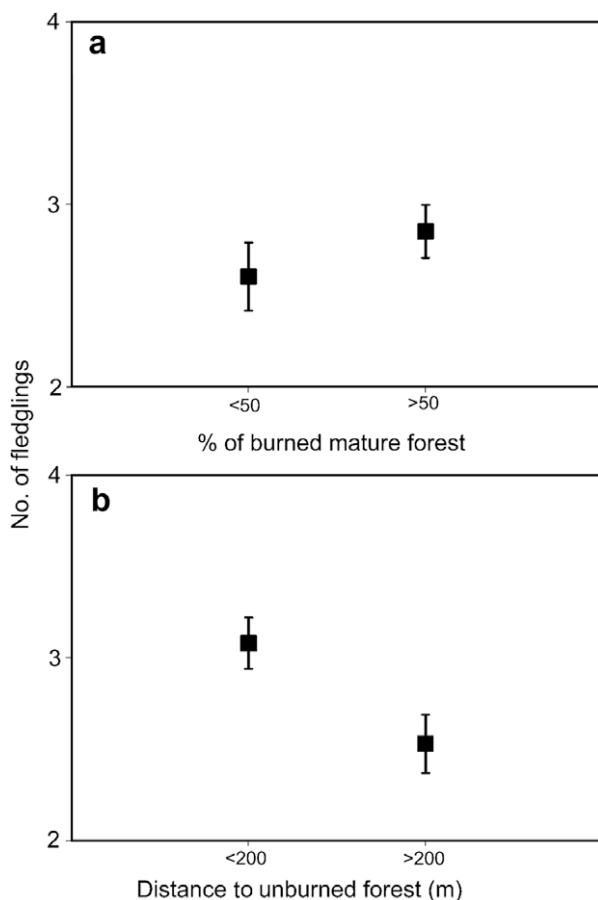 4
a
3
2
<50
>50
% of burned mature forest
No. of fledglings
4
b
3
2
<200
>200
Distance to unburned forest (m)